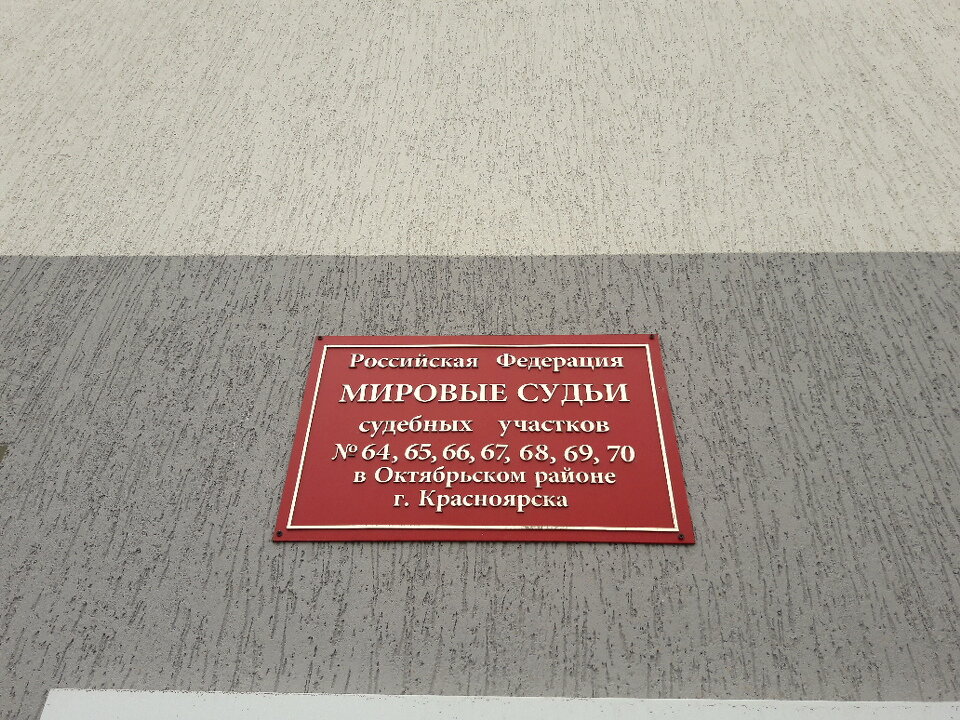 Российская Федерация
МИРОВЫЕ СУДЬИ
судебных участков
№ 64, 65, 66, 67, 68, 69, 70
в Октябрьском районе
г. Красноярска